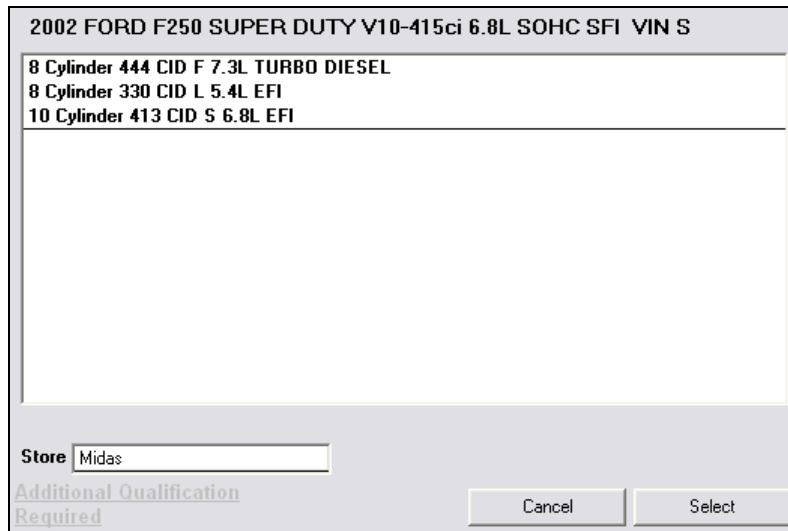 2002 FORD F250 SUPER DUTY V10-415ci 6.8L SOHC SFI VIN S
8 Cylinder 444 CID F 7.3L TURBO DIESEL
8 Cylinder 330 CID L 5.4L EFI
10 Cylinder 413 CID S 6.8L EFI
Store Midas
Additional Qualification
Required
Cancel Select